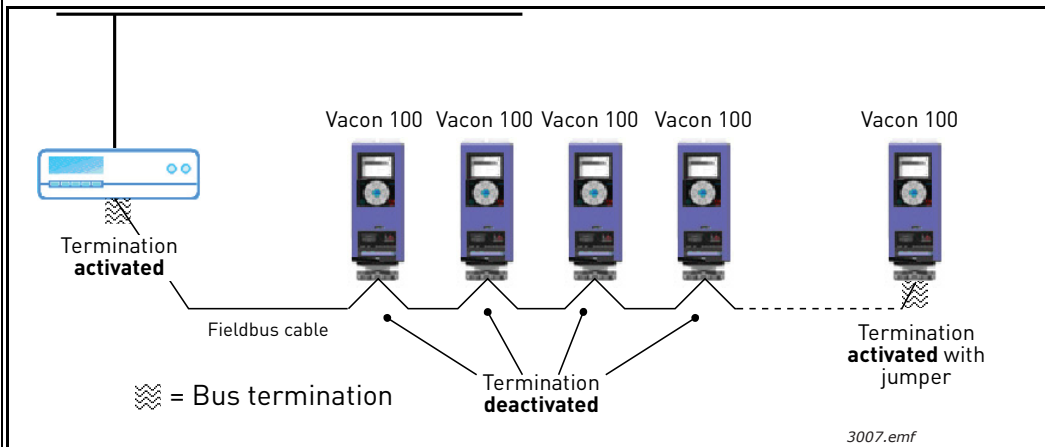 Vacon 100 Vacon 100 Vacon 100 Vacon 100 Vacon 100
Termination
activated
Fieldbus cable
Termination
deactivated
Termination
activated with
jumper
= Bus termination
3007.emf